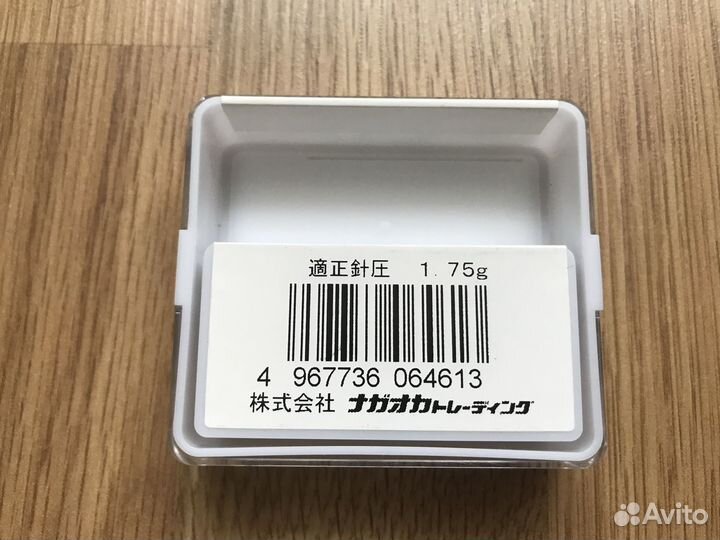 適正針圧　1.75g
4 967736 064613
株式会社 ナガオカトレーディング
Avito